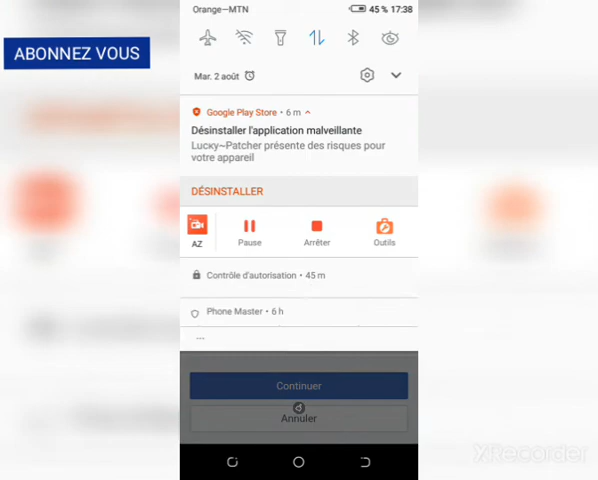 Orange—MTN
45 % 17:38
ABONNEZ VOUS
Mar. 2 août
Google Play Store • 6 m
Désinstaller l'application malveillante
Lucку~Patcher présente des risques pour
votre appareil
DÉSINSTALLER
AZ
Pause
Arrêter
Outils
Contrôle d'autorisation • 45 m
Phone Master • 6 h
...
Continuer
Annuler
XRecorder